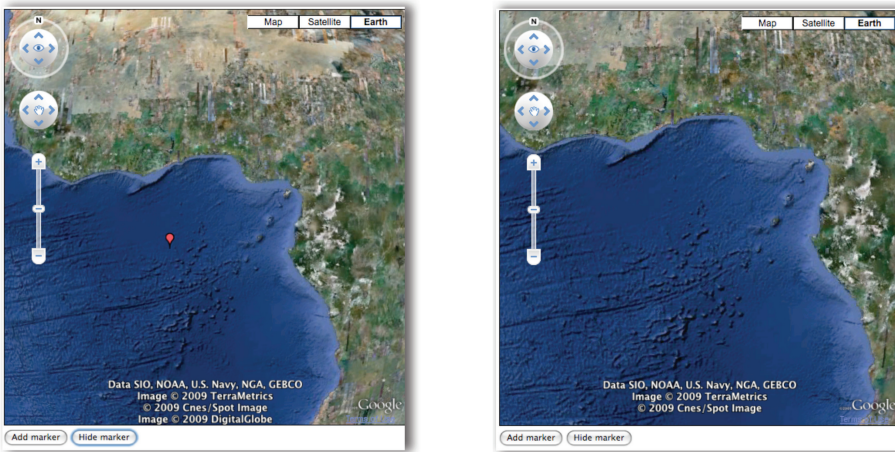 N
Map Satellite Earth
Data SIO, NOAA, U.S. Navy, NGA, GEBCO
Image © 2009 TerraMetrics
© 2009 Cnes/Spot Image
Image © 2009 DigitalGlobe
Google
Add marker Hide marker
N
Map Satellite Earth
Data SIO, NOAA, U.S. Navy, NGA, GEBCO
Image © 2009 TerraMetrics
© 2009 Cnes/Spot Image
Google
Add marker Hide marker